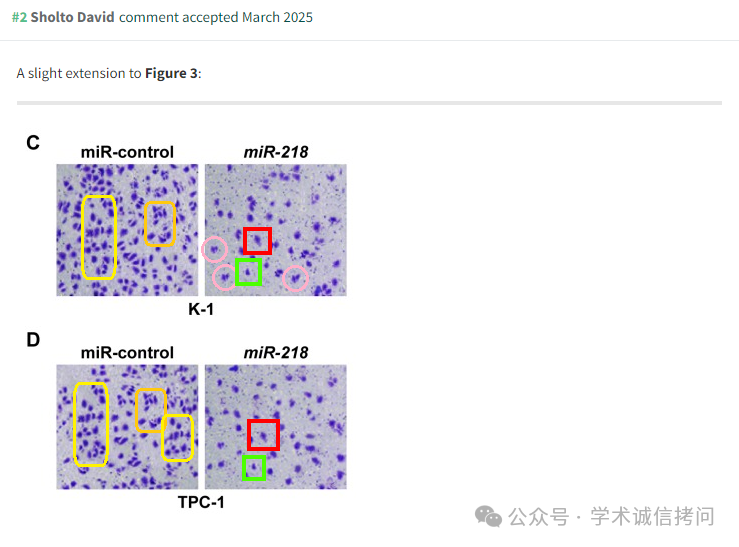 #2 Sholto David comment accepted March 2025
A slight extension to Figure 3:
C
miR-control miR-218
K-1
D
miR-control miR-218
TPC-1
公众号 · 学术诚信拷问